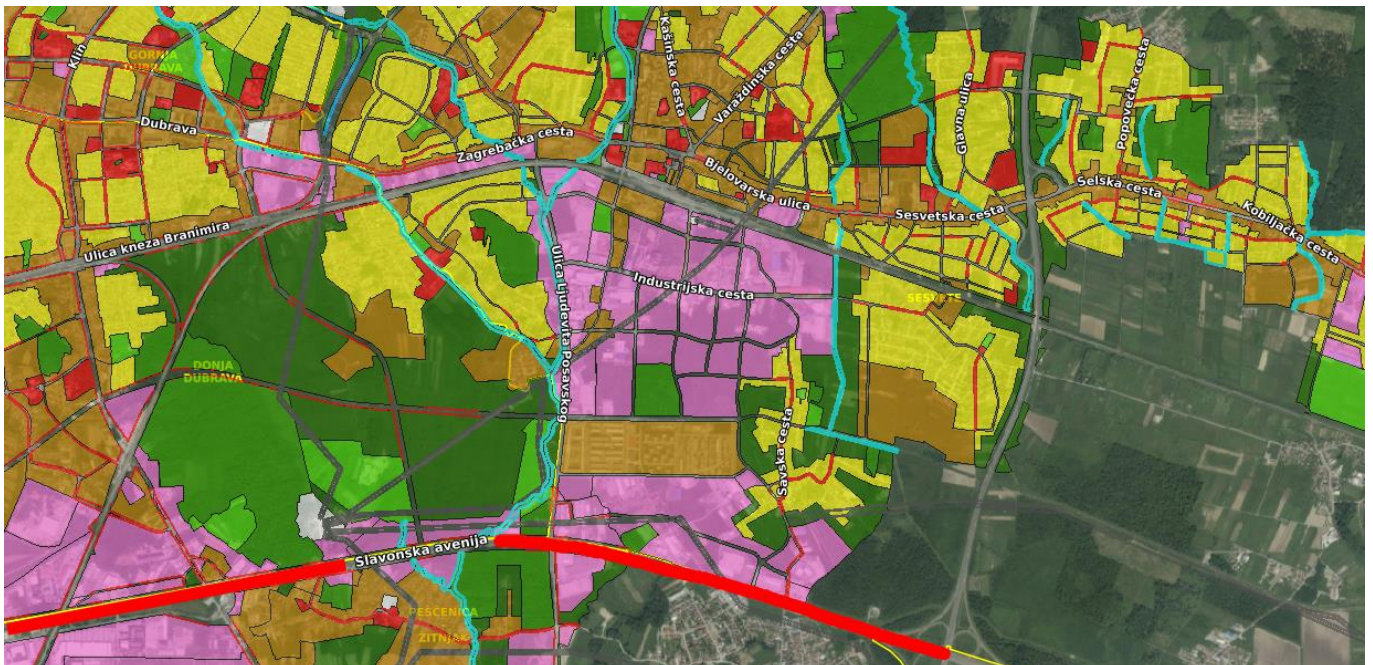 Klin
GORNJA
DUBRAVA
Dubrava
Zagrebačka cesta
Kašinska cesta
Varaždinska cesta
Bjelovarska ulica
Glavna ulica
Popovečka cesta
Selska cesta
Sesvetska cesta
Kobiljačka cesta
Ulica kneza Branimira
Ulica Ljudevita Posavskog
Industrijska cesta
SESVETE
DONJA
DUBRAVA
Savska cesta
Slavonska avenija
PEŠČENICA
-
ŽITNJAK